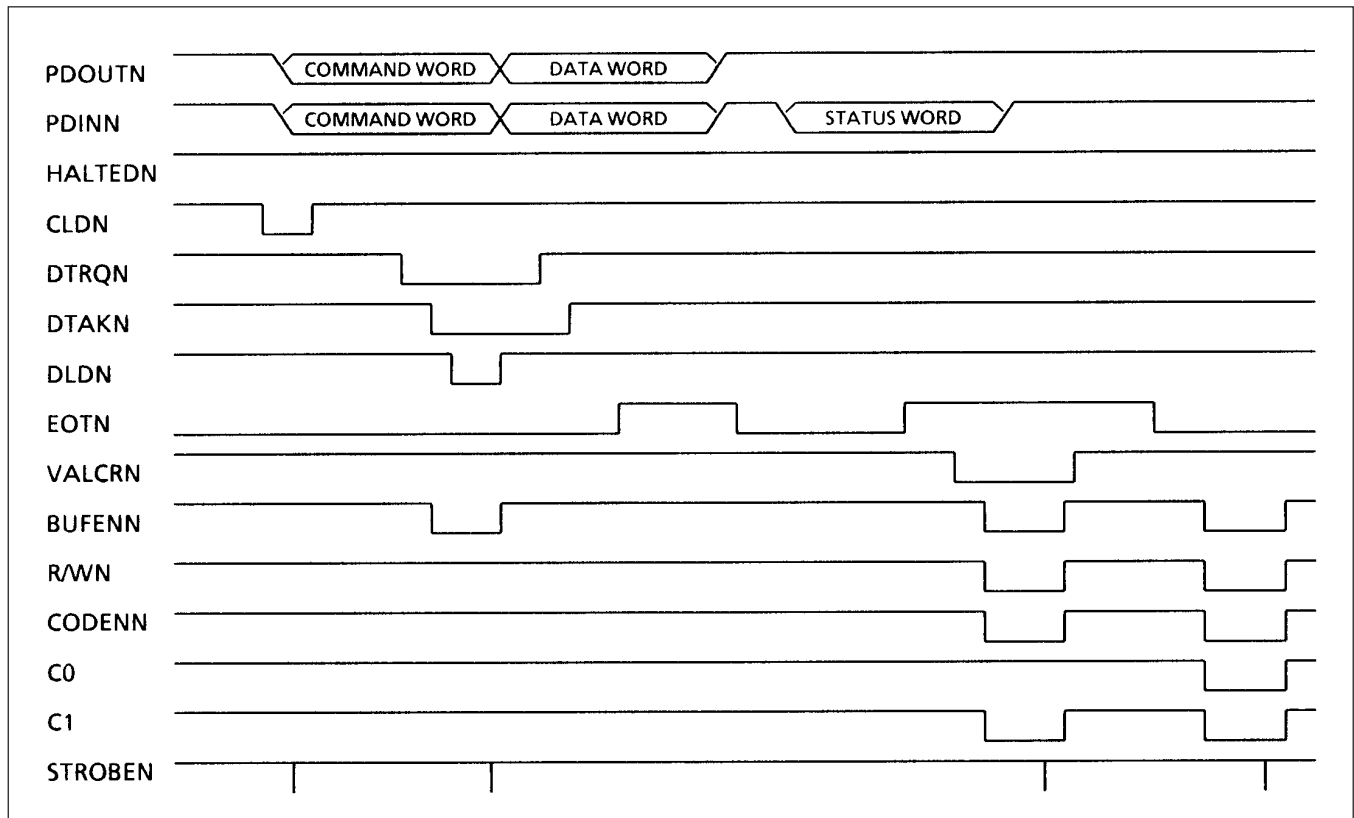 PDOUTN COMMAND WORD DATA WORD
PDINN COMMAND WORD DATA WORD STATUS WORD
HALTEDN
CLDN
DTRQN
DTAKN
DLDN
EOTN
VALCRN
BUFENN
R/WN
CODENN
C0
C1
STROBEN